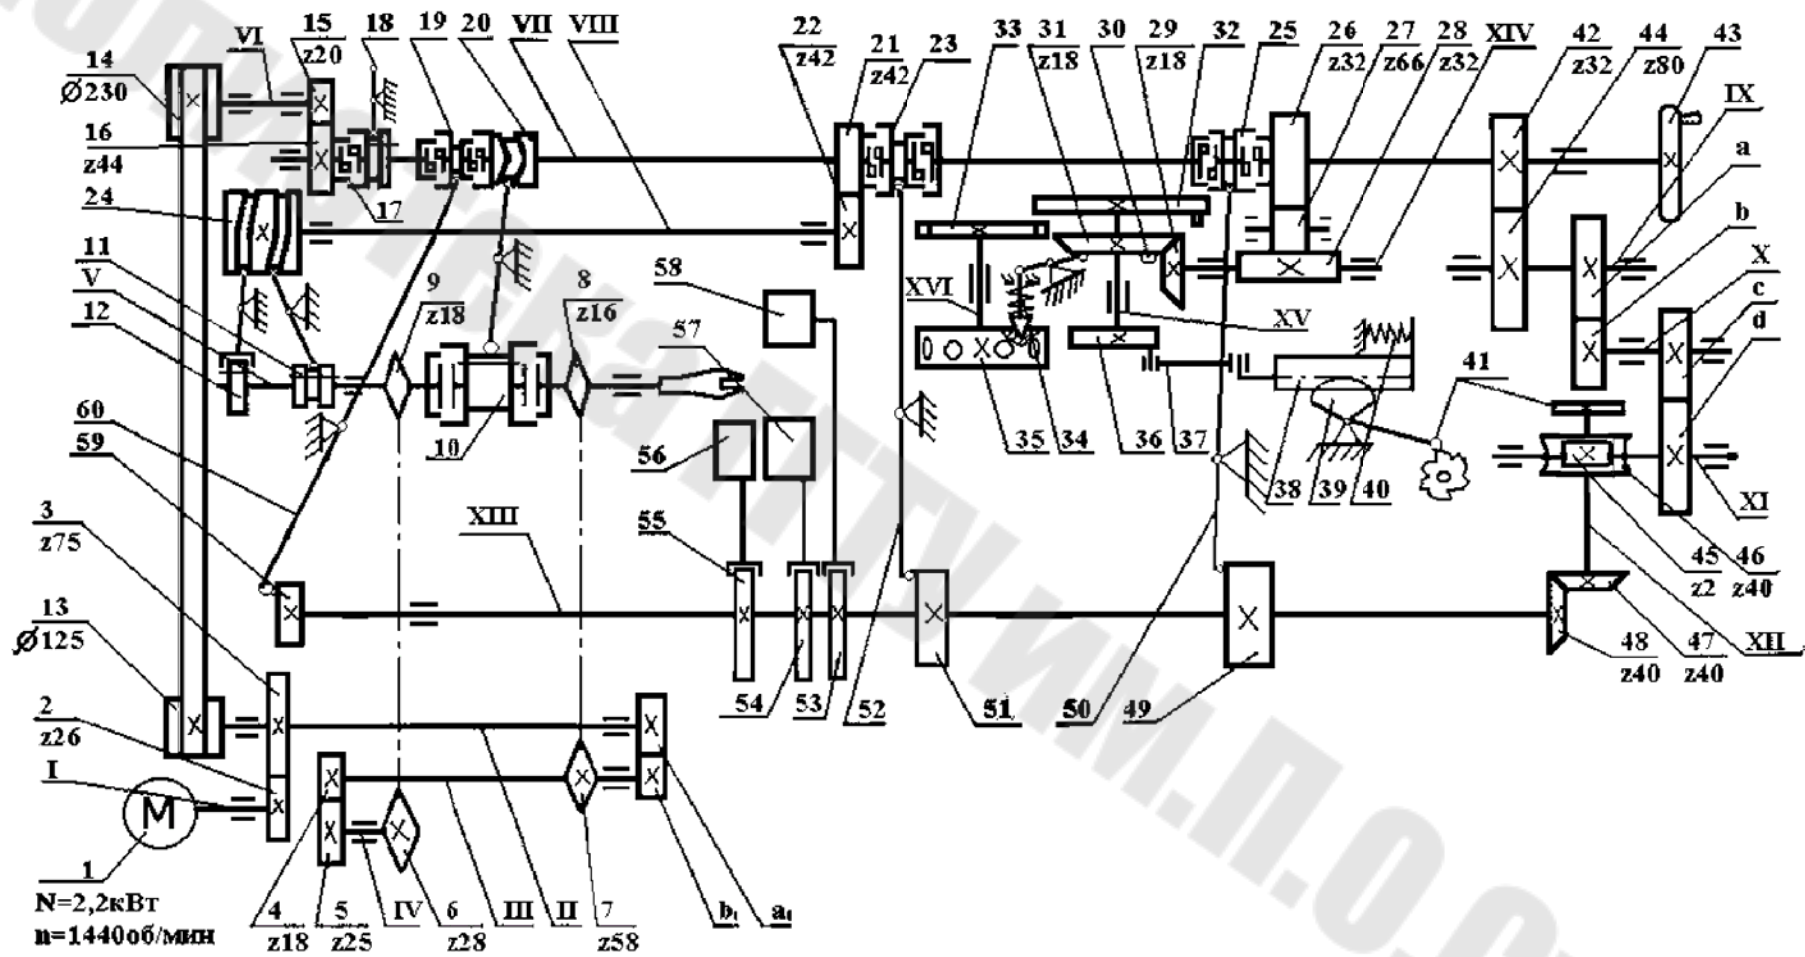 15 18 19 20 VII VIII 22 21 23 33 31 30 29 32 25 26 27 28 XIV 42 44 43
VI z20 z42 z42 z18 z18 z32 z66 z32 z32 z80 IX
14
Ø230 a
16
z44 b
24 17 X
11 58 9 8 XVI XV c
V z18 z16 57 d
12 41
60
59 10 56 35 34 36 37 38 39 40
3 XIII 55 XI
z75 45 46
z2 z40
13
Ø125 48 47 XII
z40 z40
2 54 53 52 51 50 49
z26
I
М
1
N=2,2кВт 4 5 IV 6 III II 7 b₁ a₁
n=1440об/мин z18 z25 z28 z58
библиотека ГГТУ им.П.О.С